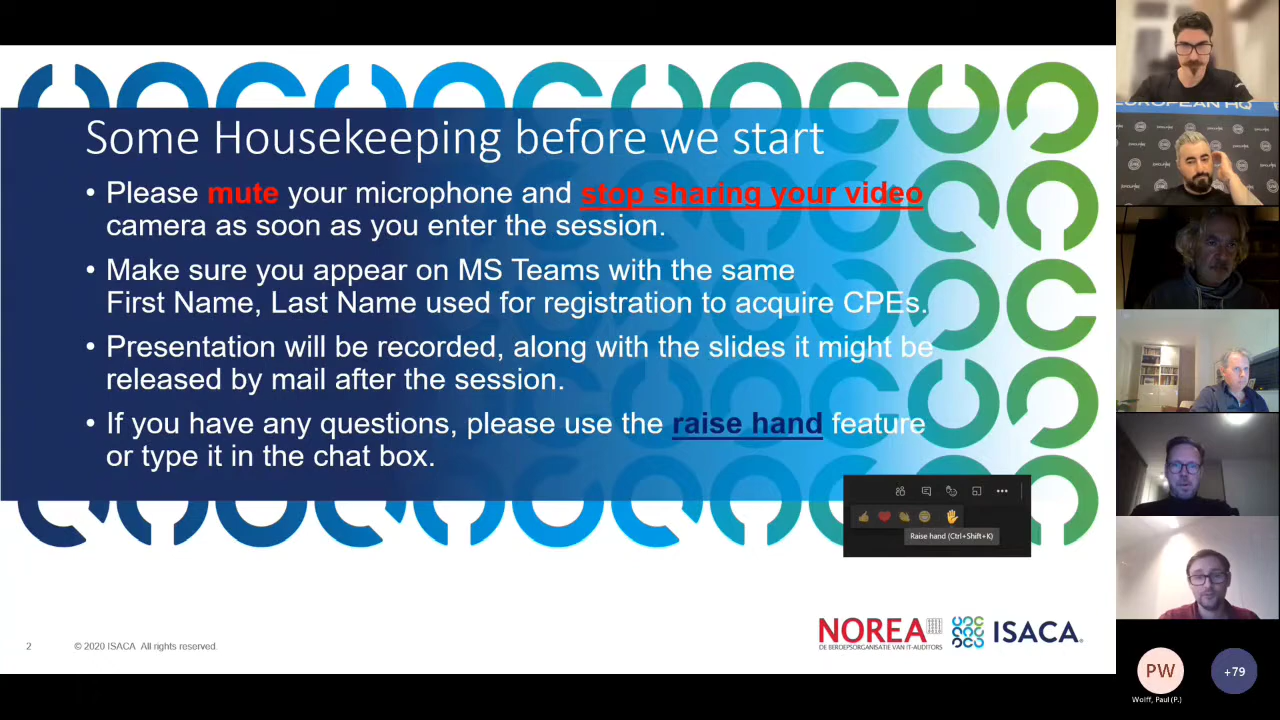 Some Housekeeping before we start
• Please mute your microphone and stop sharing your video
camera as soon as you enter the session.
• Make sure you appear on MS Teams with the same
First Name, Last Name used for registration to acquire CPEs.
• Presentation will be recorded, along with the slides it might be
released by mail after the session.
• If you have any questions, please use the raise hand feature
or type it in the chat box.
Raise hand (Ctrl+Shift+K)
2
© 2020 ISACA All rights reserved.
NOREA
DE BEROEPSORGANISATIE VAN IT-AUDITORS
ISACA.
EUROPEAN HQ
PW
Wolff, Paul (P.)
+79